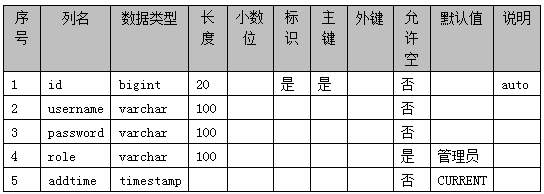 序号 列名 数据类型 长度 小数位 标识 主键 外键 允许空 默认值 说明
1 id bigint 20 是 是 否 auto
2 username varchar 100 否
3 password varchar 100 否
4 role varchar 100 是 管理员
5 addtime timestamp 否 CURRENT